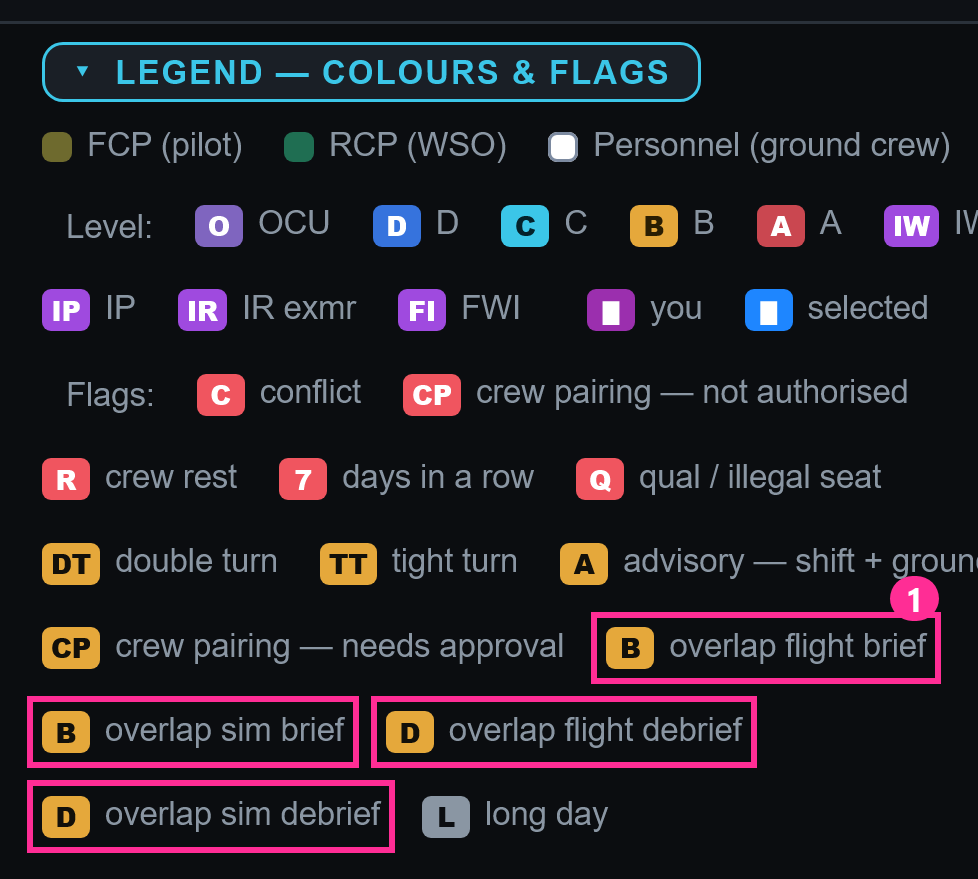 ▼ LEGEND — COLOURS & FLAGS
FCP (pilot) RCP (WSO) Personnel (ground crew)
Level: O OCU D D C C B B A A IW
IP IP IR IR exmr FI FWI you selected
Flags: C conflict CP crew pairing — not authorised
R crew rest 7 days in a row Q qual / illegal seat
DT double turn TT tight turn A advisory — shift +
1
CP crew pairing — needs approval B overlap flight brief
B overlap sim brief D overlap flight debrief
D overlap sim debrief L long day